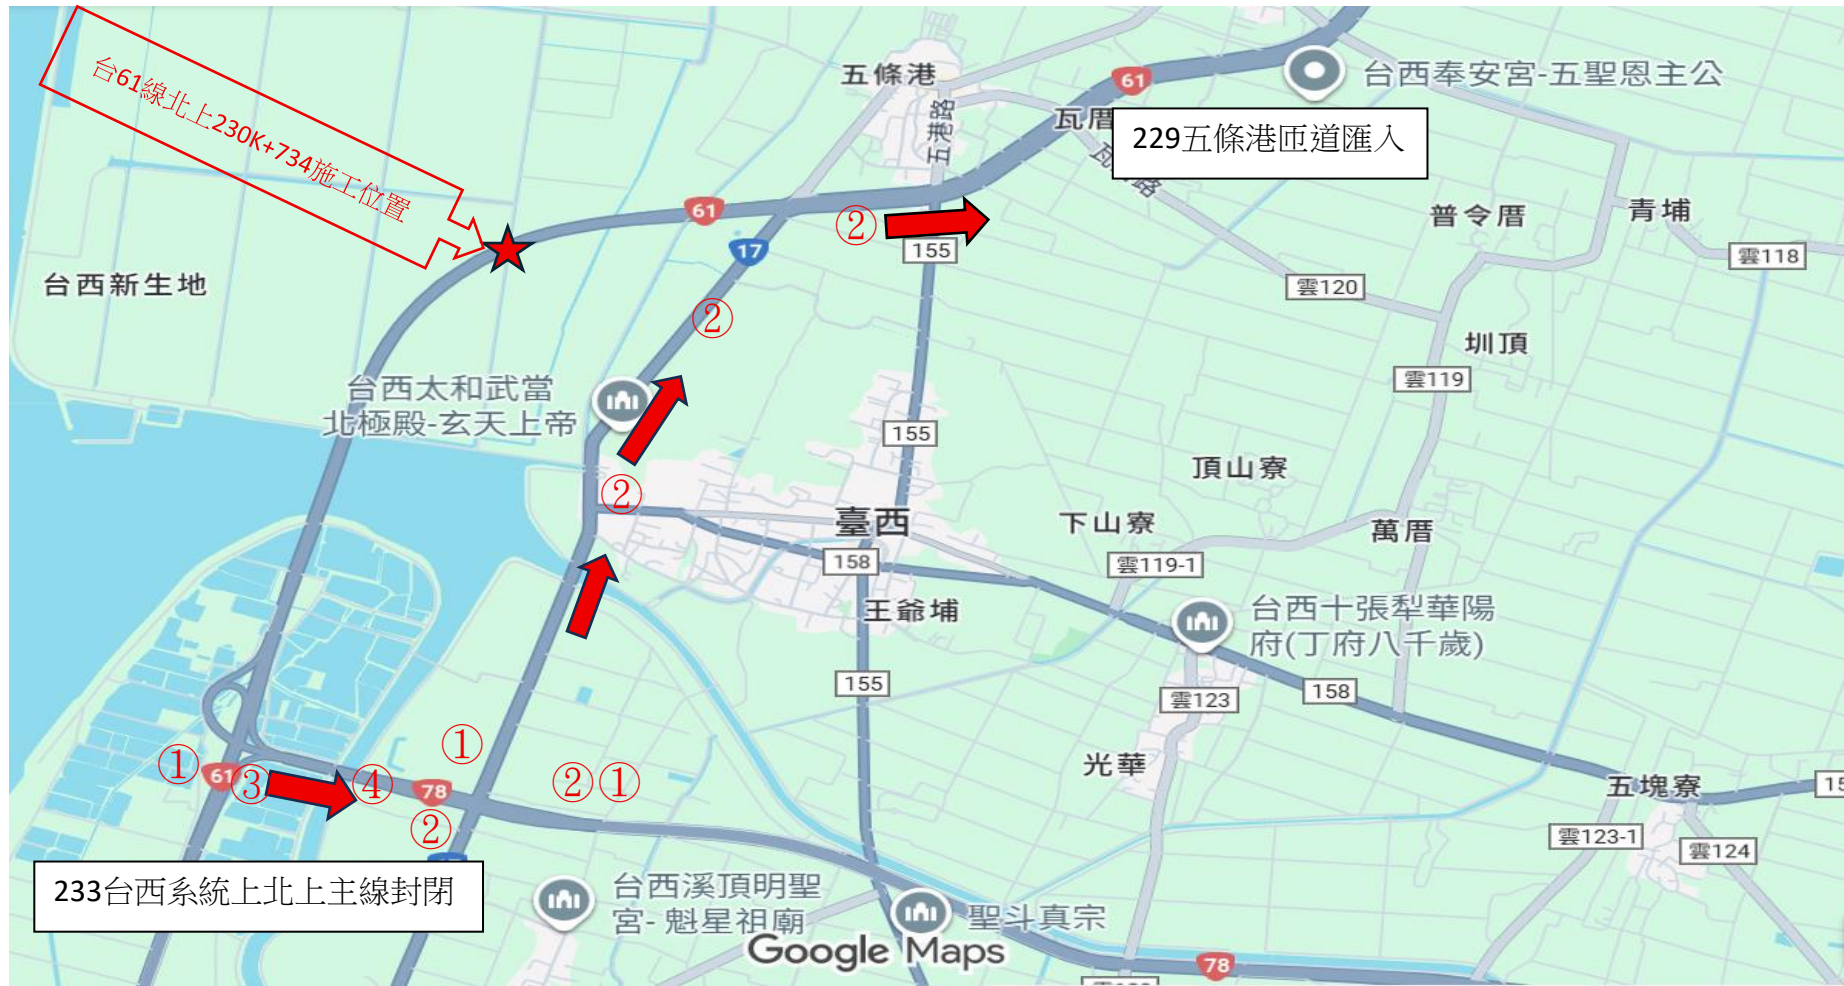 台61線北上230K+734施工位置
五條港
61
台西奉安宮-五聖恩主公
五港路
229五條港匝道匯入
61
②
17
155
普令厝
青埔
雲118
台西新生地
雲120
②
圳頂
雲119
台西太和武當
北極殿-玄天上帝
155
②
頂山寮
臺西
下山寮
萬厝
158
雲119-1
王爺埔
台西十張犁華陽
府(丁府八千歲)
155
158
雲123
①
①
光華
61
③
④
78
②①
五塊寮
②
雲123-1
雲124
233台西系統上北上主線封閉
台西溪頂明聖
宮-魁星祖廟
聖斗真宗
Google Maps
78